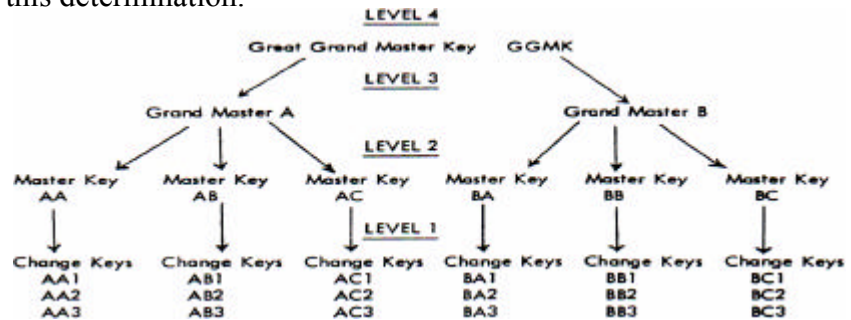 this determination.
LEVEL 4
Great Grand Master Key GGMK
LEVEL 3
Grand Master A Grand Master B
LEVEL 2
Master Key Master Key Master Key Master Key Master Key Master Key
AA AB AC BA BB BC
LEVEL 1
Change Keys Change Keys Change Keys Change Keys Change Keys Change Keys
AA1 AB1 AC1 BA1 BB1 BC1
AA2 AB2 AC2 BA2 BB2 BC2
AA3 AB3 AC3 BA3 BB3 BC3